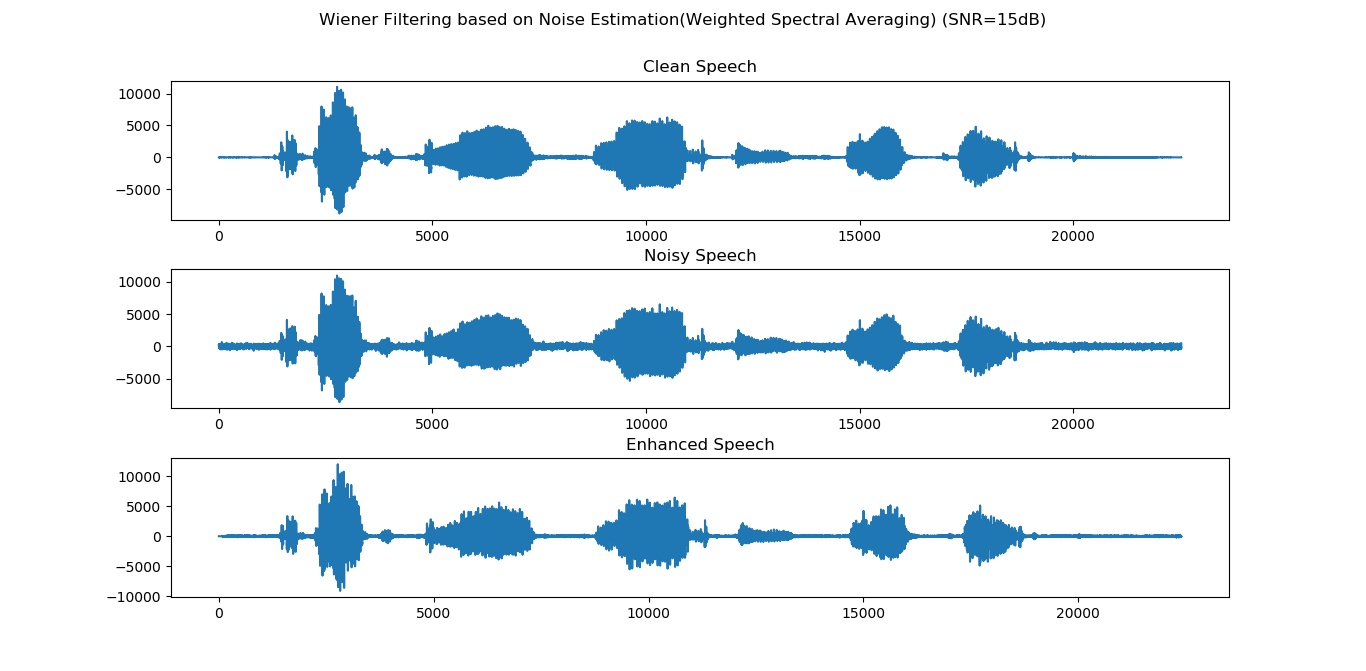 Wiener Filtering based on Noise Estimation(Weighted Spectral Averaging) (SNR=15dB)
Clean Speech
10000
5000
0
−5000
0 5000 10000 15000 20000
Noisy Speech
10000
5000
0
−5000
0 5000 10000 15000 20000
Enhanced Speech
10000
5000
0
−5000
−10000
0 5000 10000 15000 20000